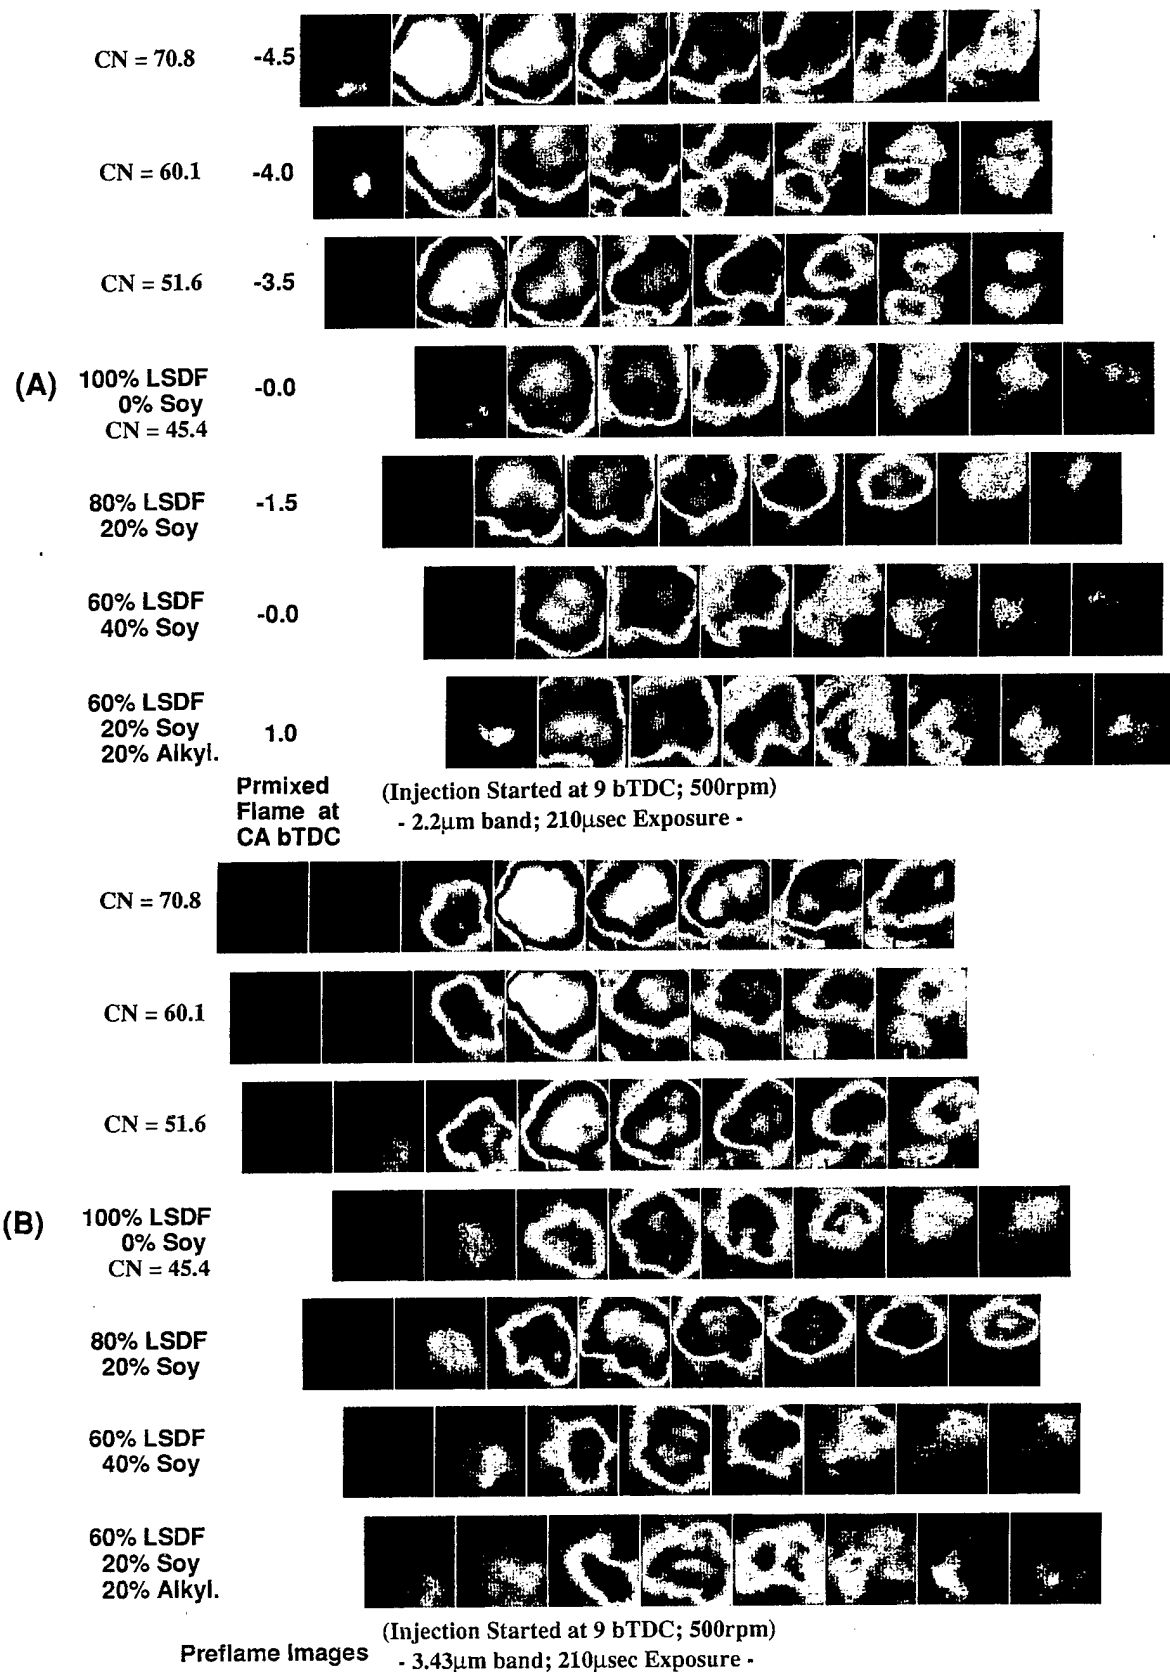 CN = 70.8 -4.5
CN = 60.1 -4.0
CN = 51.6 -3.5
(A) 100% LSDF -0.0
0% Soy
CN = 45.4
80% LSDF -1.5
20% Soy
60% LSDF -0.0
40% Soy
60% LSDF
20% Soy 1.0
20% Alkyl.
Prmixed
Flame at
CA bTDC
(Injection Started at 9 bTDC; 500rpm)
- 2.2µm band; 210µsec Exposure -
CN = 70.8
CN = 60.1
CN = 51.6
(B) 100% LSDF
0% Soy
CN = 45.4
80% LSDF
20% Soy
60% LSDF
40% Soy
60% LSDF
20% Soy
20% Alkyl.
(Injection Started at 9 bTDC; 500rpm)
Preflame Images - 3.43µm band; 210µsec Exposure -